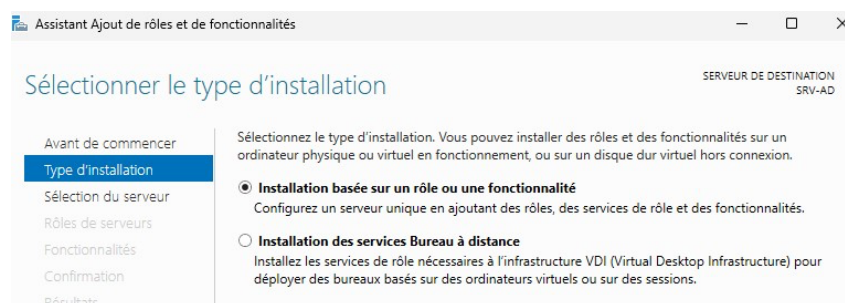 Assistant Ajout de rôles et de fonctionnalités
Sélectionner le type d'installation
SERVEUR DE DESTINATION
SRV-AD
Avant de commencer
Type d'installation
Sélection du serveur
Rôles de serveurs
Fonctionnalités
Confirmation
Résultats
Sélectionnez le type d'installation. Vous pouvez installer des rôles et des fonctionnalités sur un
ordinateur physique ou virtuel en fonctionnement, ou sur un disque dur virtuel hors connexion.
Installation basée sur un rôle ou une fonctionnalité
Configurez un serveur unique en ajoutant des rôles, des services de rôle et des fonctionnalités.
Installation des services Bureau à distance
Installez les services de rôle nécessaires à l'infrastructure VDI (Virtual Desktop Infrastructure) pour
déployer des bureaux basés sur des ordinateurs virtuels ou sur des sessions.